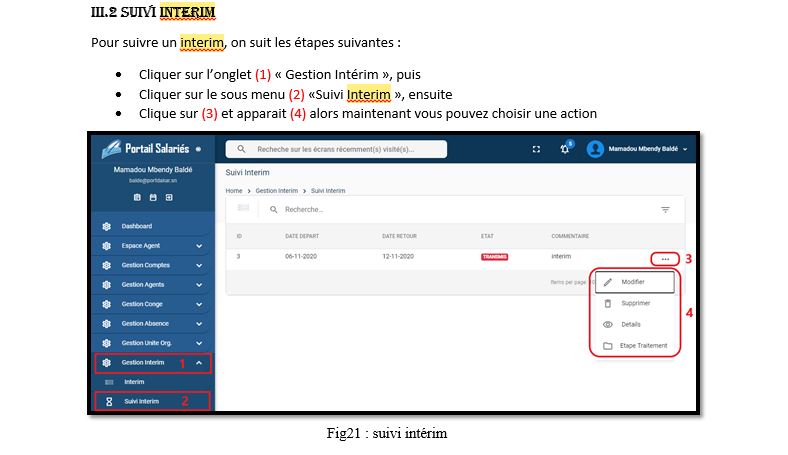 III.2 SUIVI INTERIM
Pour suivre un interim, on suit les étapes suivantes :
• Cliquer sur l’onglet (1) « Gestion Intérim », puis
• Cliquer sur le sous menu (2) «Suivi Interim », ensuite
• Clique sur (3) et apparait (4) alors maintenant vous pouvez choisir une action
Portail Salariés
Recheche sur les écrans récemment(s) visité(s)...
Mamadou Mbendy Baldé
Mamadou Mbendy Baldé
balde@portdakar.sn
Dashboard
Espace Agent
Gestion Comptes
Gestion Agents
Gestion Conge
Gestion Absence
Gestion Unite Org.
Gestion Interim 1
Interim
Suivi Interim 2
Suivi Interim
Home > Gestion Interim > Suivi Interim
Recherche...
ID DATE DEPART DATE RETOUR ETAT COMMENTAIRE
3 06-11-2020 12-11-2020 TRANSMIS interim ... 3
Items per page
Modifier
Supprimer
Details
Etape Traitement
4
Fig21 : suivi intérim